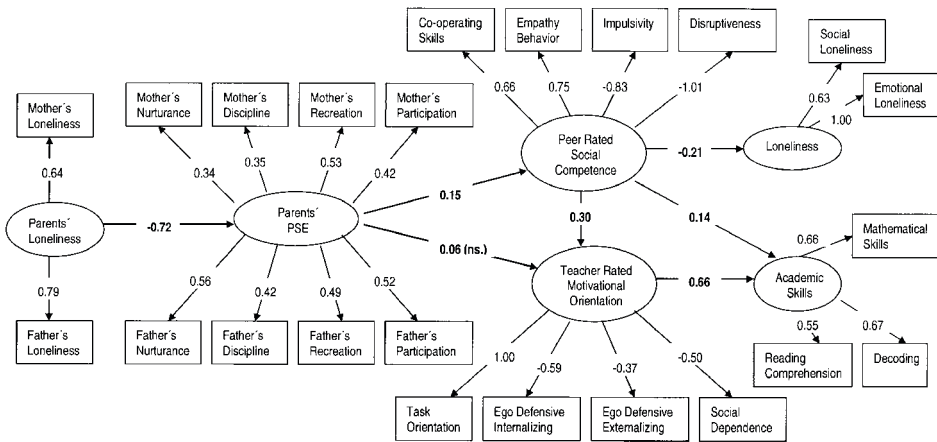 Co-operating
Skills
Empathy
Behavior
Impulsivity
Disruptiveness
Social
Loneliness
Emotional
Loneliness
0.66
0.75
-0.83
-1.01
0.63
1.00
Mother´s
Loneliness
Mother´s
Nurturance
Mother´s
Discipline
Mother´s
Recreation
Mother´s
Participation
Peer Rated
Social
Competence
-0.21
Loneliness
0.64
0.34
0.35
0.53
0.42
0.15
Parents´
Loneliness
-0.72
Parents´
PSE
0.30
0.14
0.06 (ns.)
Mathematical
Skills
0.66
Teacher Rated
Motivational
Orientation
0.66
Academic
Skills
0.79
0.56
0.42
0.49
0.52
0.55
0.67
Father´s
Loneliness
Father´s
Nurturance
Father´s
Discipline
Father´s
Recreation
Father´s
Participation
1.00
-0.59
-0.37
-0.50
Reading
Comprehension
Decoding
Task
Orientation
Ego Defensive
Internalizing
Ego Defensive
Externalizing
Social
Dependence